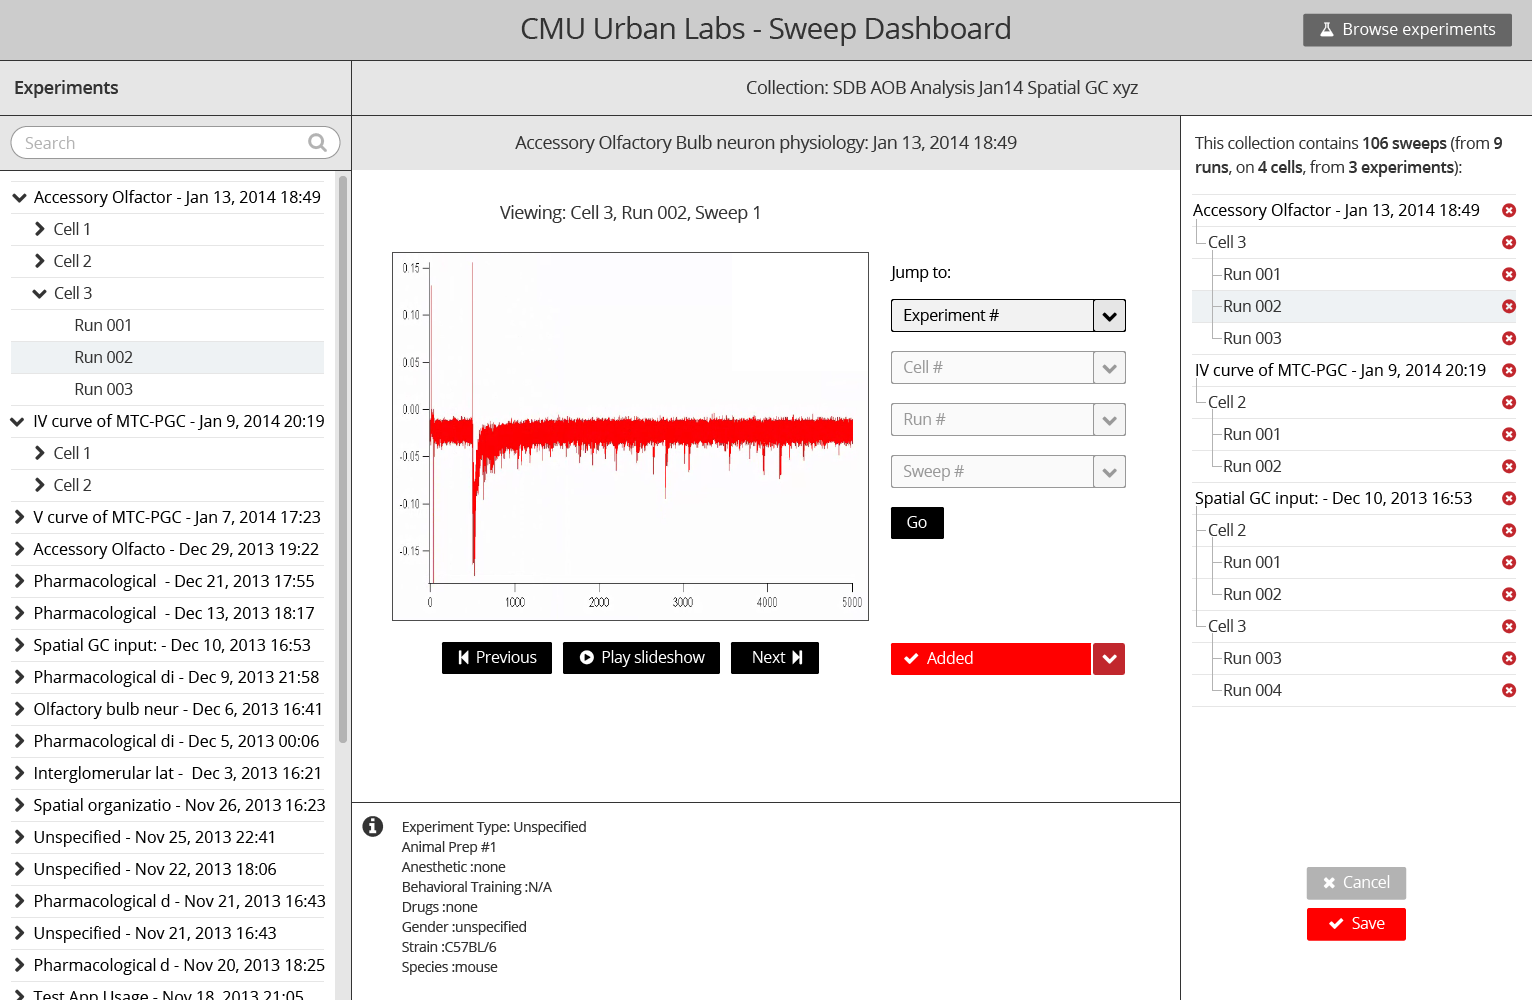 CMU Urban Labs - Sweep Dashboard
Browse experiments
Experiments
Collection: SDB AOB Analysis Jan14 Spatial GC xyz
Search
Accessory Olfactor - Jan 13, 2014 18:49
Cell 1
Cell 2
Cell 3
Run 001
Run 002
Run 003
IV curve of MTC-PGC - Jan 9, 2014 20:19
Cell 1
Cell 2
V curve of MTC-PGC - Jan 7, 2014 17:23
Accessory Olfacto - Dec 29, 2013 19:22
Pharmacological - Dec 21, 2013 17:55
Pharmacological - Dec 13, 2013 18:17
Spatial GC input: - Dec 10, 2013 16:53
Pharmacological di - Dec 9, 2013 21:58
Olfactory bulb neur - Dec 6, 2013 16:41
Pharmacological di - Dec 5, 2013 00:06
Interglomerular lat - Dec 3, 2013 16:21
Spatial organizatio - Nov 26, 2013 16:23
Unspecified - Nov 25, 2013 22:41
Unspecified - Nov 22, 2013 18:06
Pharmacological d - Nov 21, 2013 16:43
Unspecified - Nov 21, 2013 16:43
Pharmacological d - Nov 20, 2013 18:25
Test App Usage - Nov 18, 2013 21:05
Accessory Olfactory Bulb neuron physiology: Jan 13, 2014 18:49
Viewing: Cell 3, Run 002, Sweep 1
0.15
0.10
0.05
0.00
-0.05
-0.10
-0.15
0 1000 2000 3000 4000 5000
Previous
Play slideshow
Next
Jump to:
Experiment #
Cell #
Run #
Sweep #
Go
Added
Experiment Type: Unspecified
Animal Prep #1
Anesthetic :none
Behavioral Training :N/A
Drugs :none
Gender :unspecified
Strain :C57BL/6
Species :mouse
This collection contains 106 sweeps (from 9
runs, on 4 cells, from 3 experiments):
Accessory Olfactor - Jan 13, 2014 18:49
Cell 3
Run 001
Run 002
Run 003
IV curve of MTC-PGC - Jan 9, 2014 20:19
Cell 2
Run 001
Run 002
Spatial GC input: - Dec 10, 2013 16:53
Cell 2
Run 001
Run 002
Cell 3
Run 003
Run 004
Cancel
Save